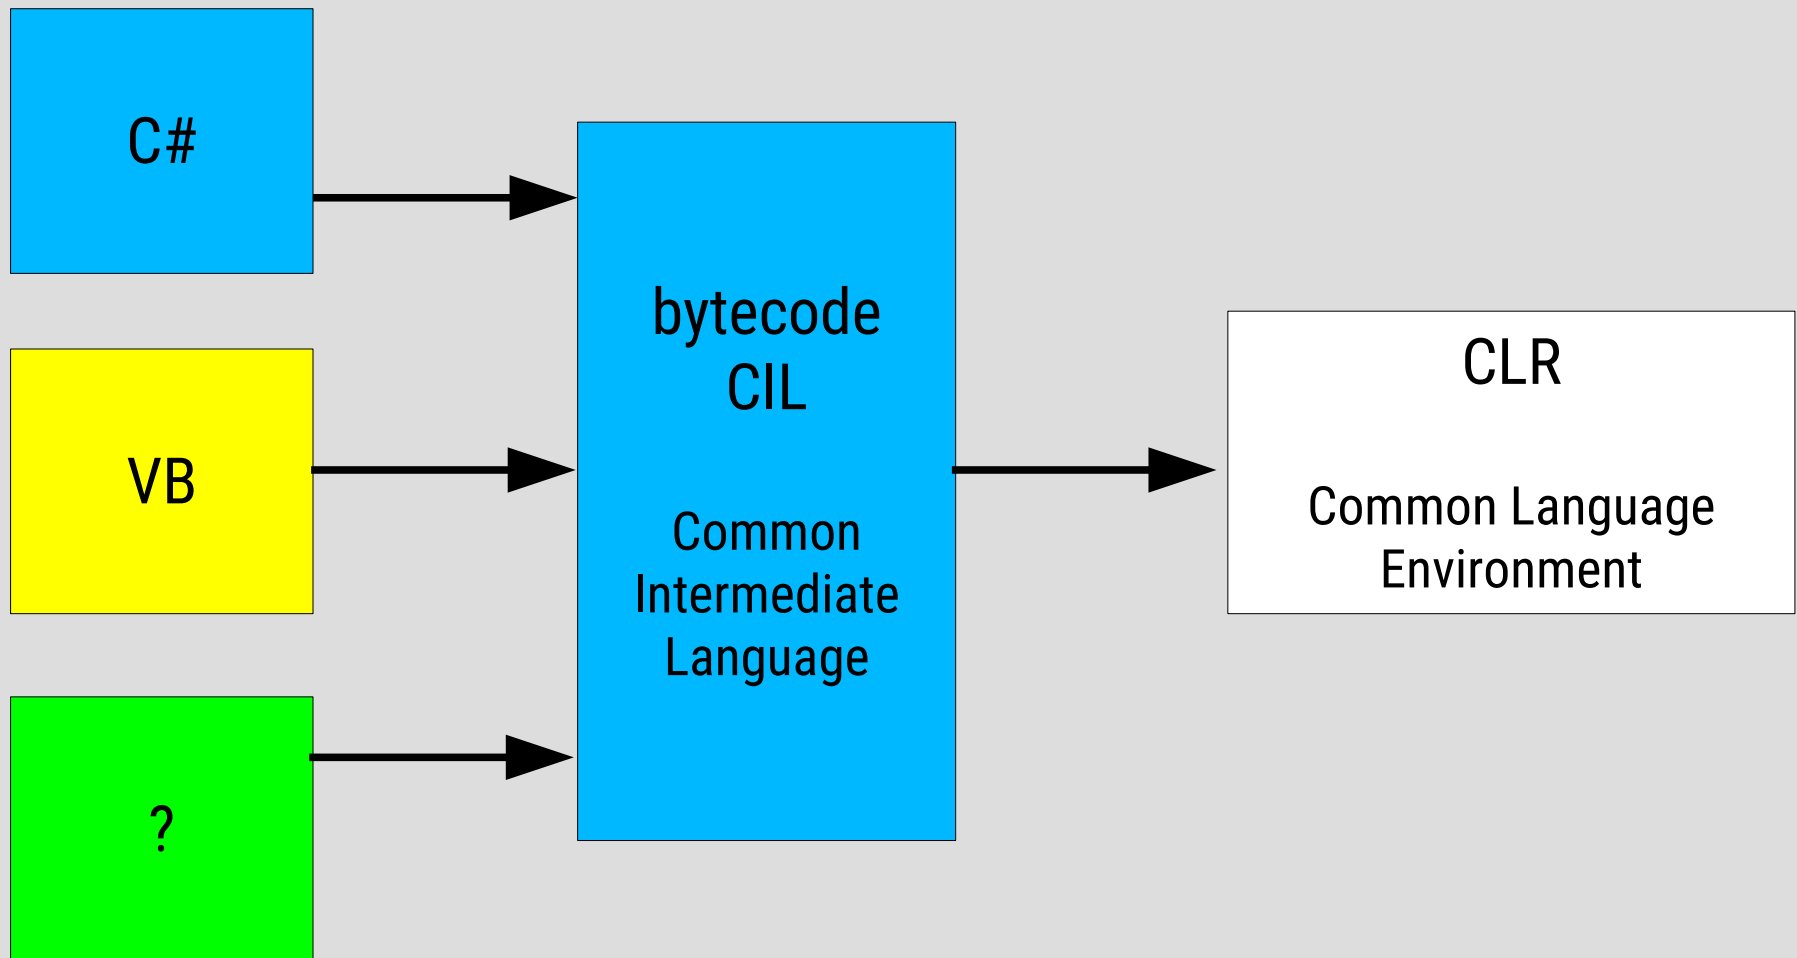 C#
VB
?
bytecode
CIL
Common
Intermediate
Language
CLR
Common Language
Environment